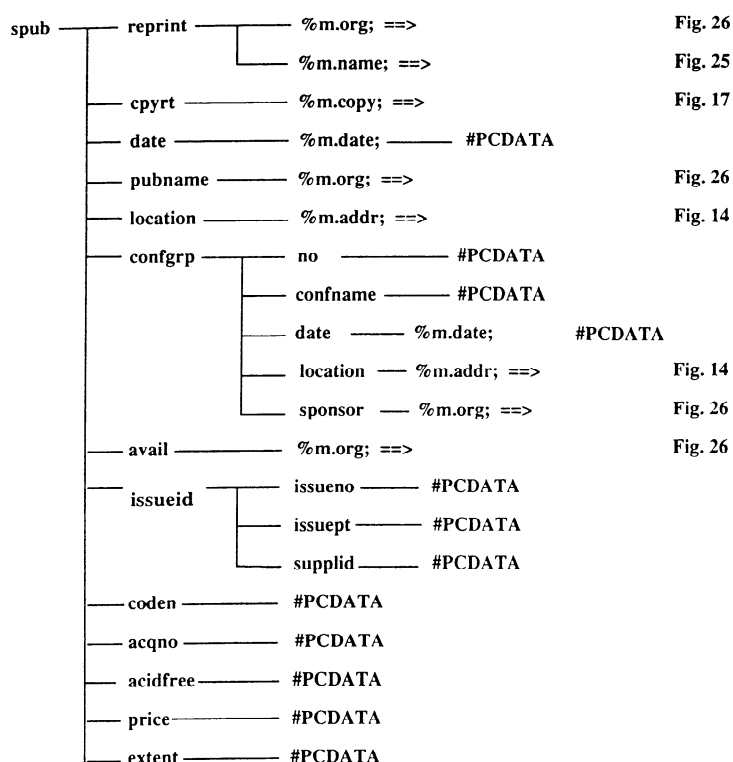 spub reprint %m.org; ==> Fig. 26
%m.name; ==> Fig. 25
cpyrt %m.copy; ==> Fig. 17
date %m.date; #PCDATA
pubname %m.org; ==> Fig. 26
location %m.addr; ==> Fig. 14
confgrp no #PCDATA
confname #PCDATA
date %m.date; #PCDATA
location %m.addr; ==> Fig. 14
sponsor %m.org; ==> Fig. 26
avail %m.org; ==> Fig. 26
issueid issueno #PCDATA
issuept #PCDATA
supplid #PCDATA
coden #PCDATA
acqno #PCDATA
acidfree #PCDATA
price #PCDATA
extent #PCDATA